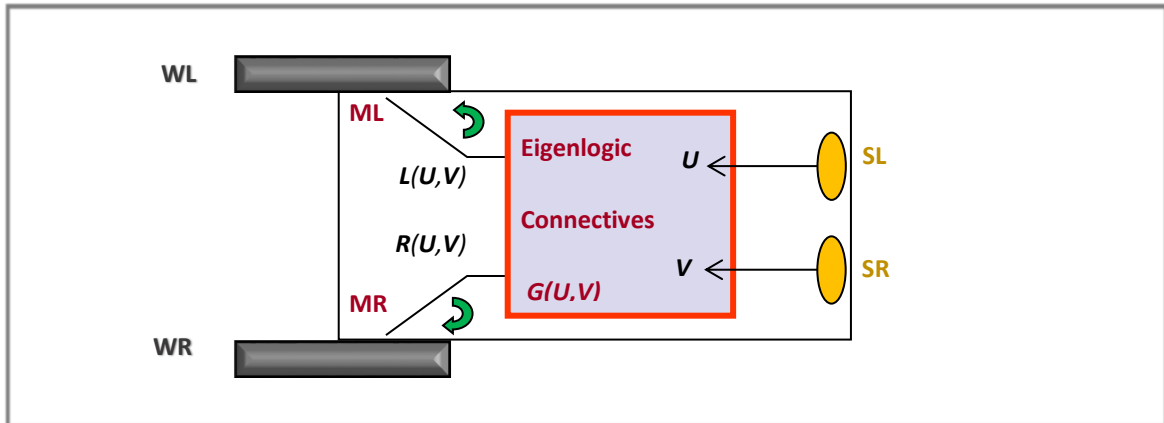 WL
ML
Eigenlogic
U
SL
L(U,V)
Connectives
R(U,V)
V
SR
MR
G(U,V)
WR